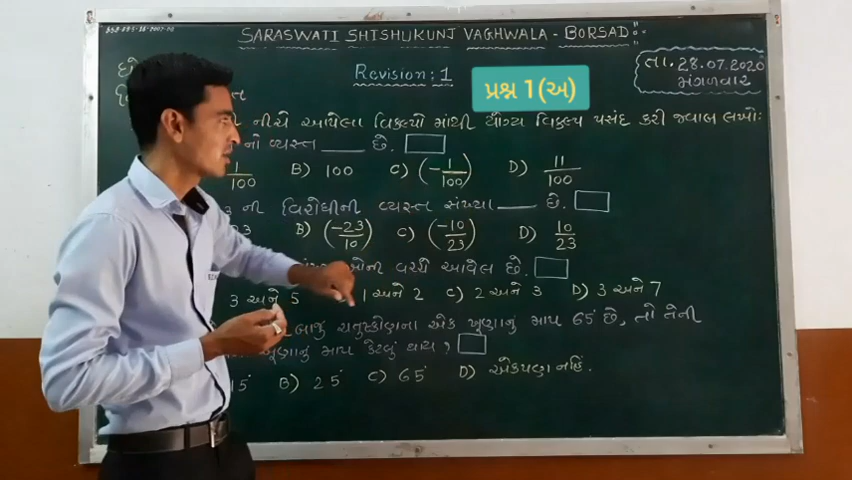 SARASWATI SHISHUKUNJ VAGHWALA - BORSAD
તા. 28.07.2020
મંગળવાર
Revision: 1
પ્રશ્ન 1 (અ)
નીચે આપેલા વિકલ્પો માંથી યોગ્ય વિકલ્પ પસંદ કરી જવાબ લખો:
નો વ્યસ્ત ____ છે.
1/100 B) 100 C) (-1/100) D) 11/100
ની વિરોધીની વ્યસ્ત સંખ્યા ____ છે.
B) (-23/10) C) (-10/23) D) 10/23
ની વચ્ચે આવેલ છે.
3 અને 5 1 અને 2 C) 2 અને 3 D) 3 અને 7
બાજુ ચતુષ્કોણના એક ખૂણાનું માપ 65° છે, તો તેની
ખૂણાનું માપ કેટલું થાય ?
15° B) 25° C) 65° D) એકપણ નહિં.